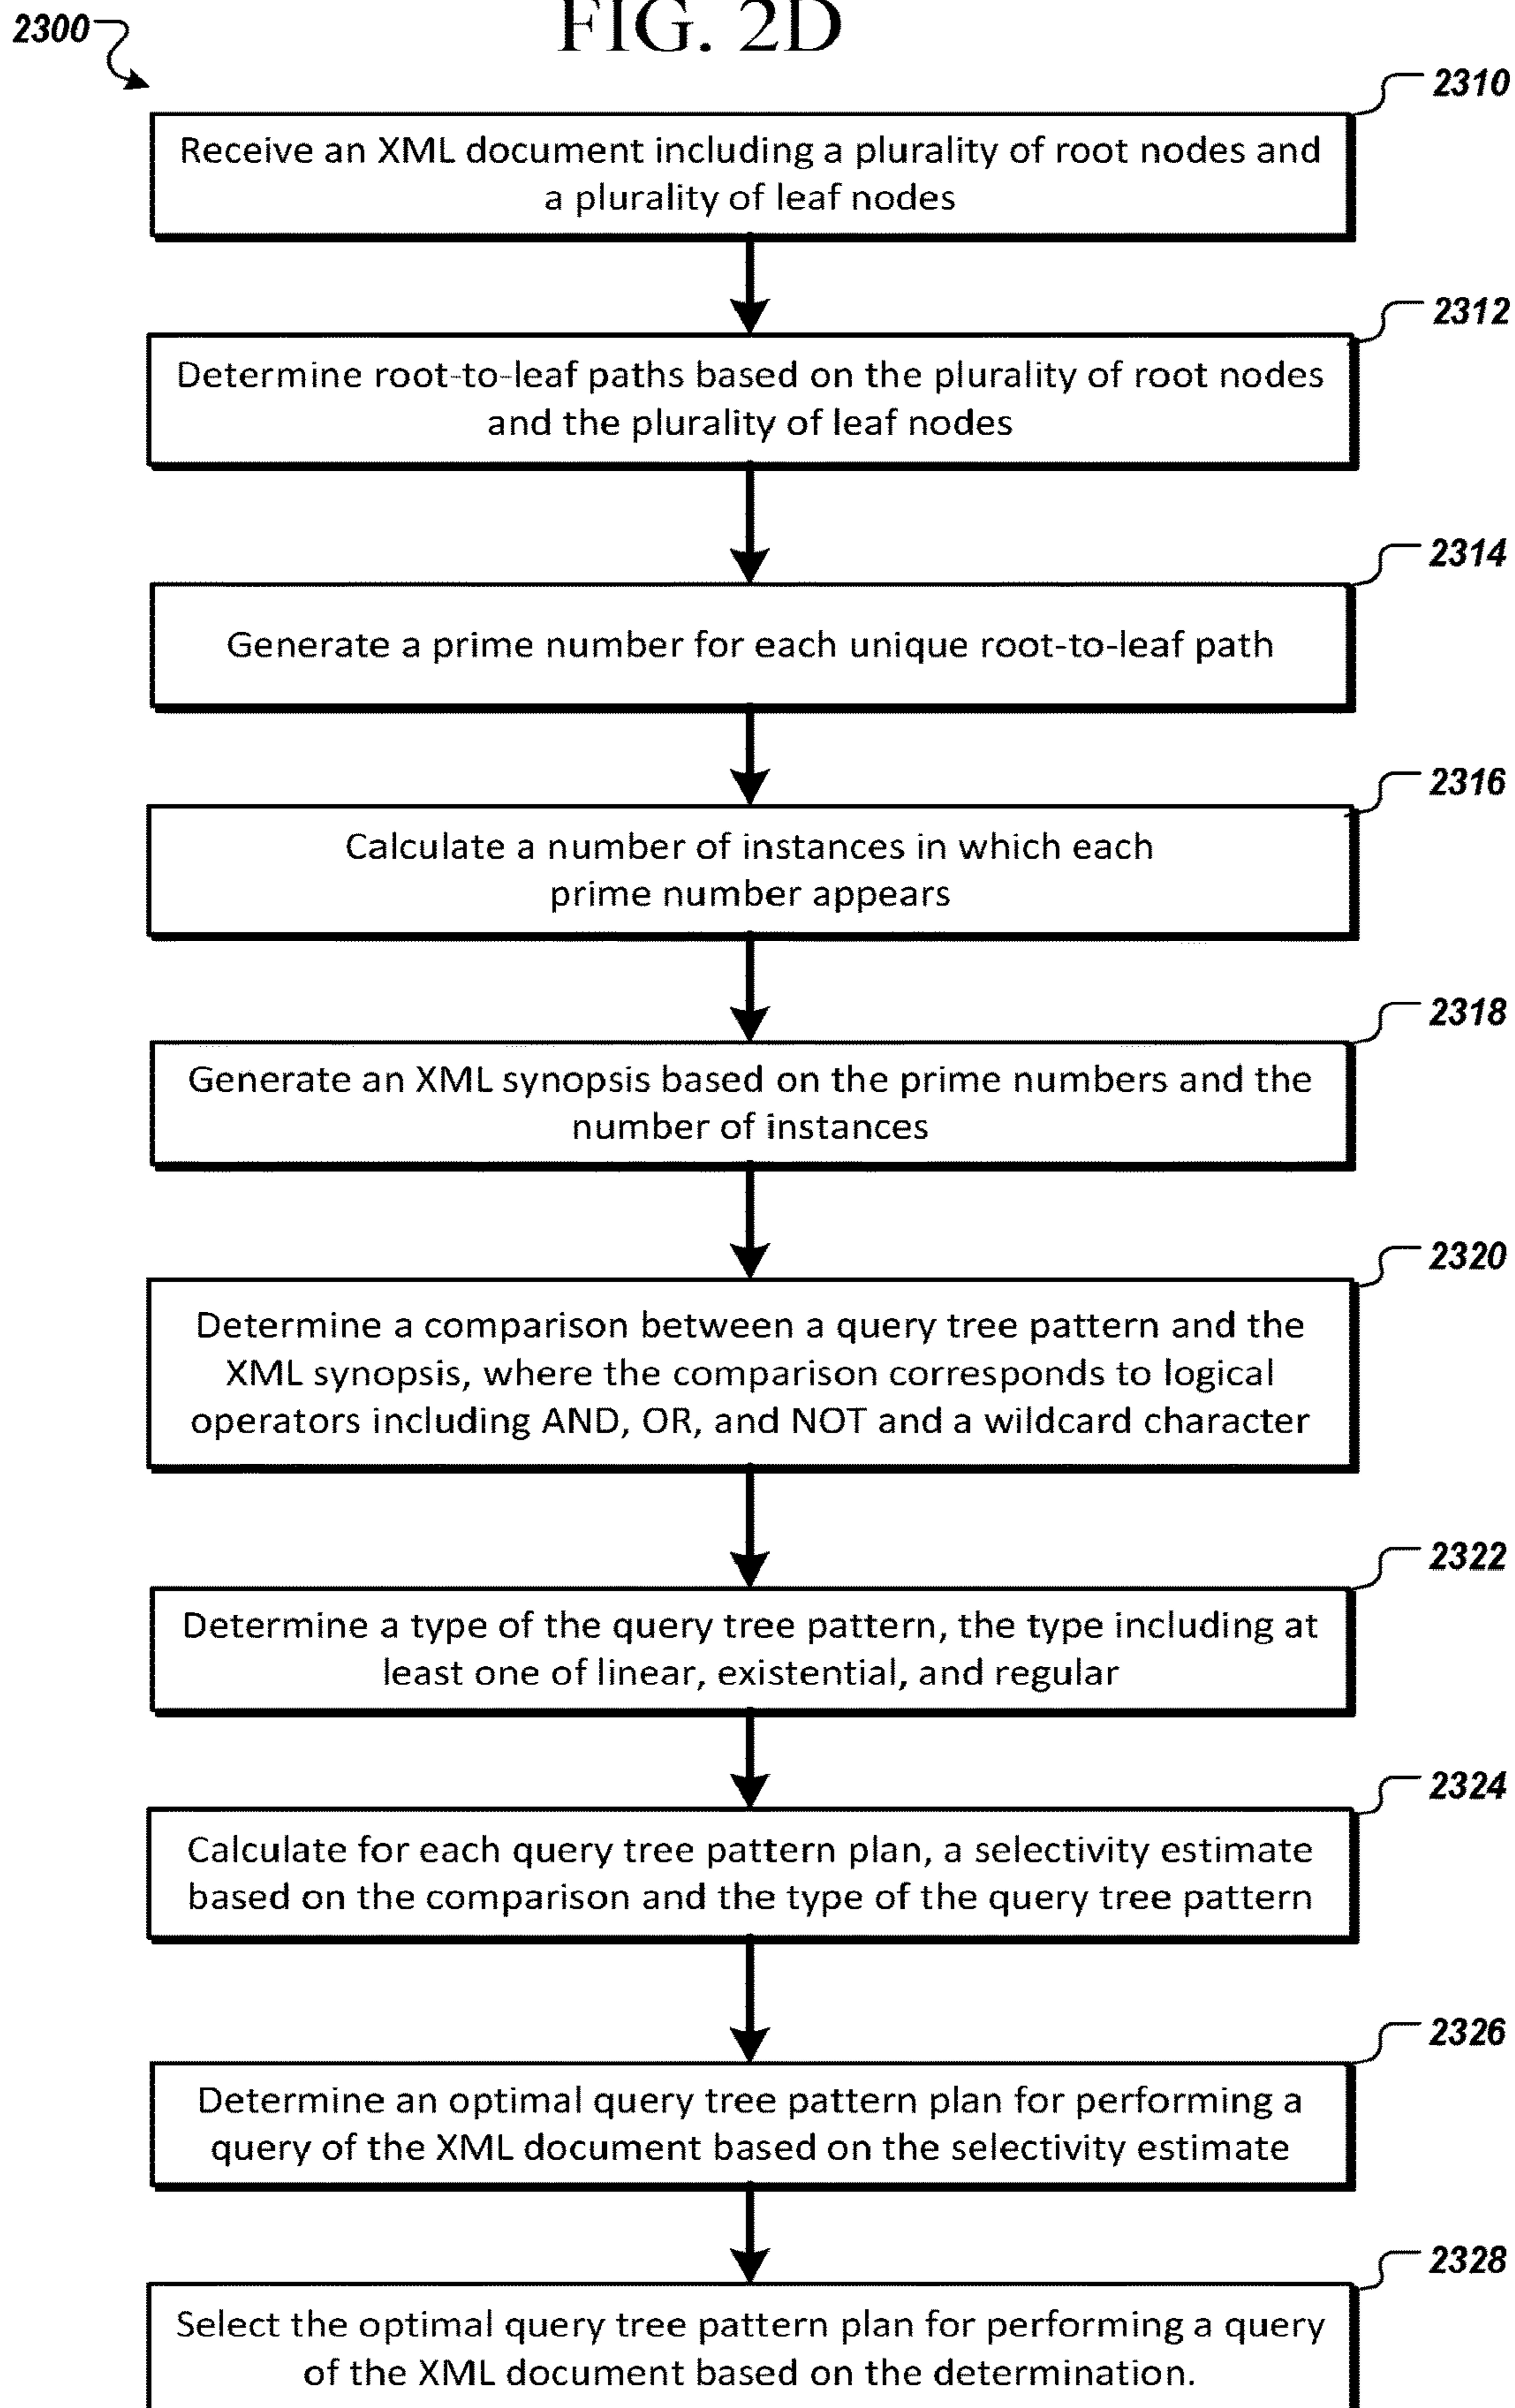 FIG. 2D
2300
2310
Receive an XML document including a plurality of root nodes and
a plurality of leaf nodes
2312
Determine root-to-leaf paths based on the plurality of root nodes
and the plurality of leaf nodes
2314
Generate a prime number for each unique root-to-leaf path
2316
Calculate a number of instances in which each
prime number appears
2318
Generate an XML synopsis based on the prime numbers and the
number of instances
2320
Determine a comparison between a query tree pattern and the
XML synopsis, where the comparison corresponds to logical
operators including AND, OR, and NOT and a wildcard character
2322
Determine a type of the query tree pattern, the type including at
least one of linear, existential, and regular
2324
Calculate for each query tree pattern plan, a selectivity estimate
based on the comparison and the type of the query tree pattern
2326
Determine an optimal query tree pattern plan for performing a
query of the XML document based on the selectivity estimate
2328
Select the optimal query tree pattern plan for performing a query
of the XML document based on the determination.